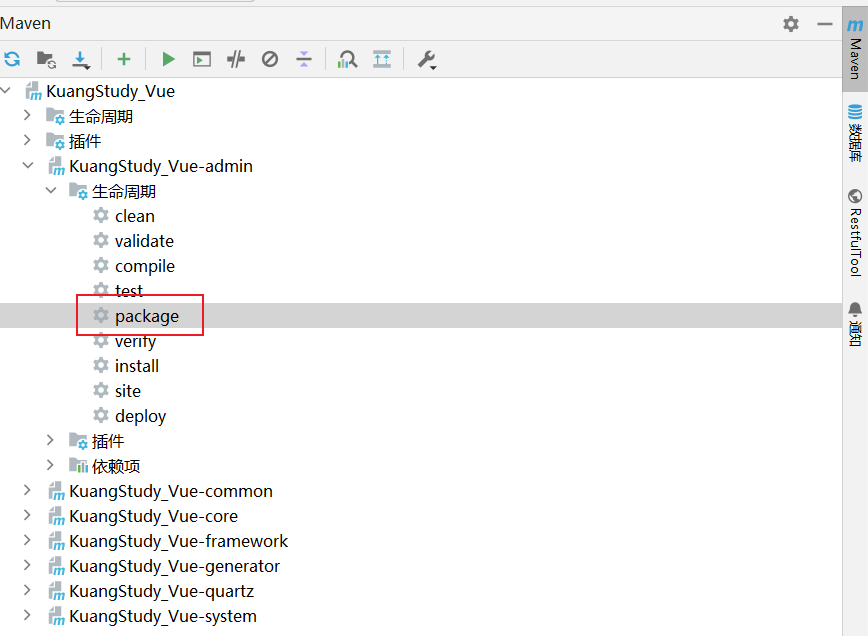 Maven
KuangStudy_Vue
生命周期
插件
KuangStudy_Vue-admin
生命周期
clean
validate
compile
test
package
verify
install
site
deploy
插件
依赖项
KuangStudy_Vue-common
KuangStudy_Vue-core
KuangStudy_Vue-framework
KuangStudy_Vue-generator
KuangStudy_Vue-quartz
KuangStudy_Vue-system
m
Maven
数据库
RestfulTool
通知